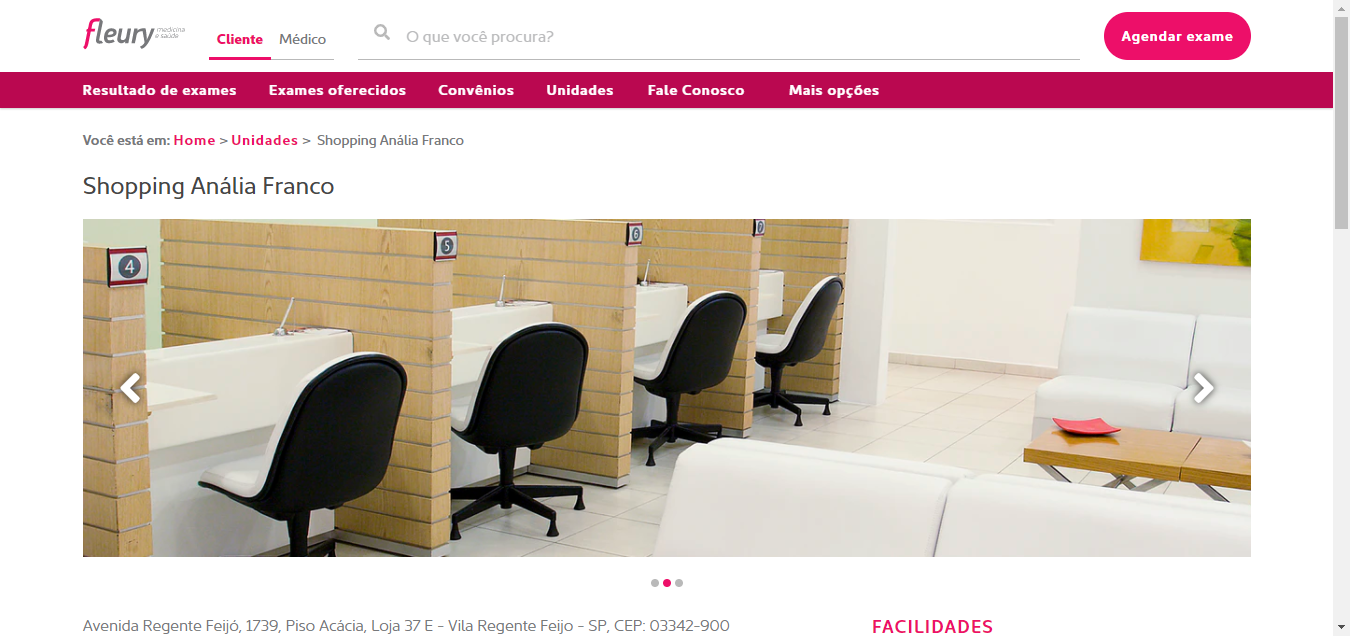 fleury medicina e saúde
Cliente Médico
O que você procura?
Agendar exame
Resultado de exames Exames oferecidos Convênios Unidades Fale Conosco Mais opções
Você está em: Home > Unidades > Shopping Anália Franco
Shopping Anália Franco
4
5
6
7
Avenida Regente Feijó, 1739, Piso Acácia, Loja 37 E - Vila Regente Feijo - SP, CEP: 03342-900
FACILIDADES